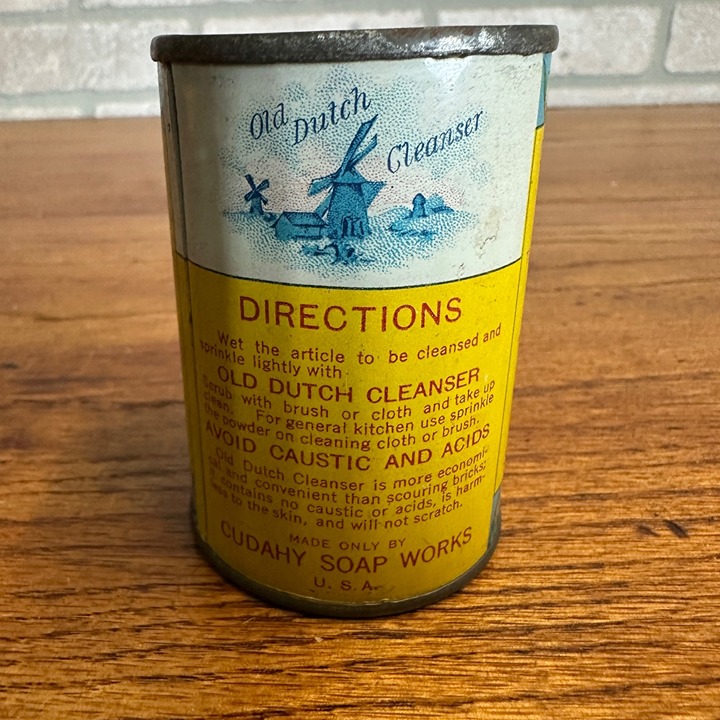 Old Dutch Cleanser
DIRECTIONS
Wet the article to be cleansed and
sprinkle lightly with
OLD DUTCH CLEANSER
Scrub with brush or cloth and take up
clean. For general kitchen use sprinkle
the powder on cleaning cloth or brush.
AVOID CAUSTIC AND ACIDS
Old Dutch Cleanser is more economi-
cal and convenient than scouring bricks;
contains no caustic or acids, is harm-
less to the skin, and will not scratch.
MADE ONLY BY
CUDAHY SOAP WORKS
U. S. A.